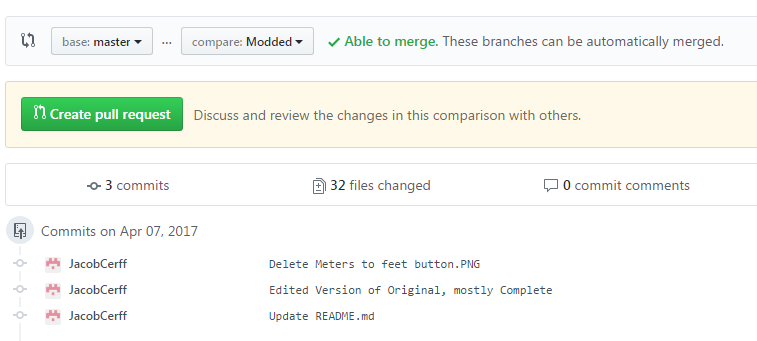 base: master ... compare: Modded Able to merge. These branches can be automatically merged.
Create pull request Discuss and review the changes in this comparison with others.
3 commits 32 files changed 0 commit comments
Commits on Apr 07, 2017
JacobCerff Delete Meters to feet button.PNG
JacobCerff Edited Version of Original, mostly Complete
JacobCerff Update README.md